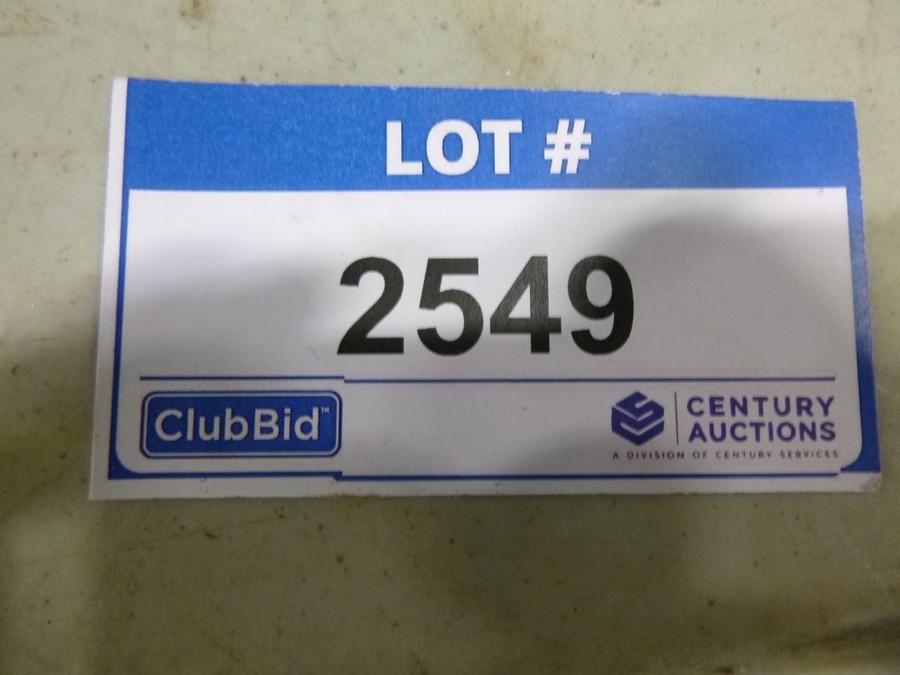 LOT #
2549
ClubBid™
CENTURY
AUCTIONS
A DIVISION OF CENTURY SERVICES